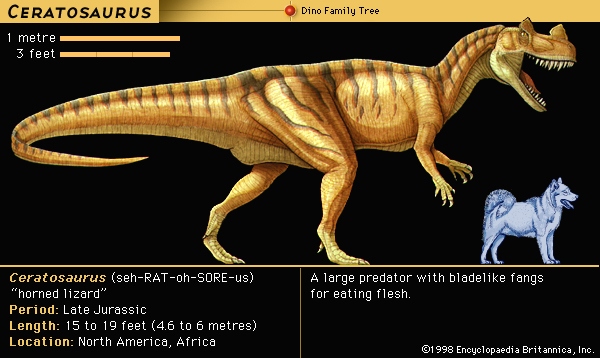 CERATOSAURUS
Dino Family Tree
1 metre
3 feet
Ceratosaurus (seh-RAT-oh-SORE-us)
“horned lizard”
Period: Late Jurassic
Length: 15 to 19 feet (4.6 to 6 metres)
Location: North America, Africa
A large predator with bladelike fangs
for eating flesh.
©1998 Encyclopaedia Britannica, Inc.